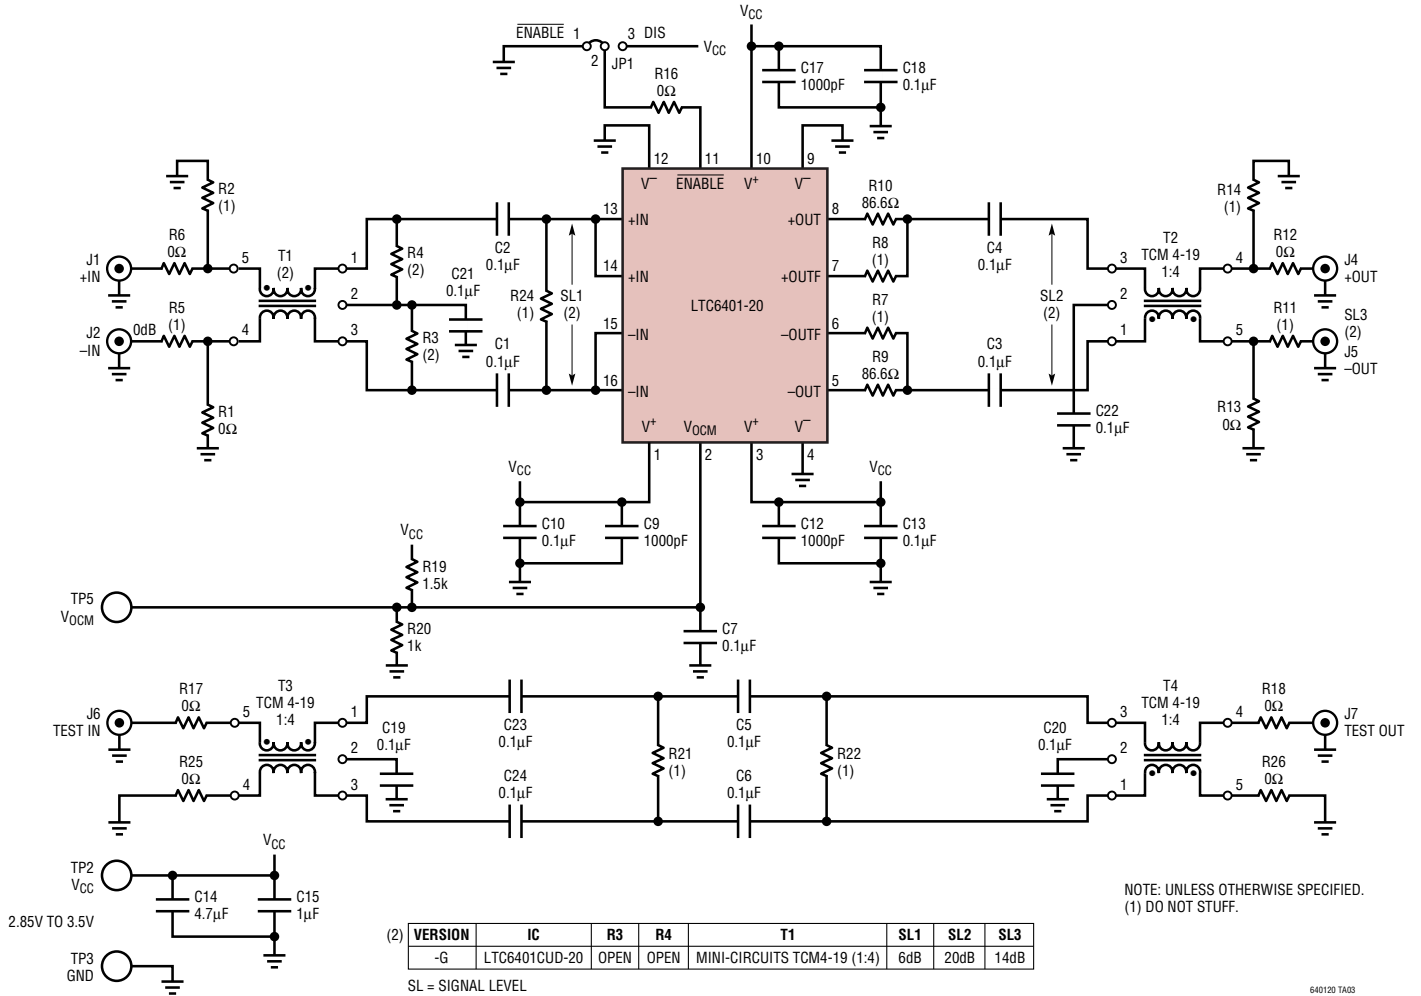 VCC
ENABLE 1
3 DIS
VCC
2
JP1
R16
0Ω
C17
1000pF
C18
0.1µF
12
11
10
9
V–
ENABLE
V+
V–
R2
(1)
R6
0Ω
J1
+IN
5
T1
(2)
1
R4
(2)
C2
0.1µF
13
+IN
14
+IN
C21
0.1µF
2
R24
(1)
SL1
(2)
LTC6401-20
J2
–IN
0dB
R5
(1)
4
3
R3
(2)
C1
0.1µF
15
–IN
16
–IN
R1
0Ω
R10
86.6Ω
8
+OUT
R8
(1)
7
+OUTF
R7
(1)
6
–OUTF
R9
86.6Ω
5
–OUT
C4
0.1µF
C3
0.1µF
SL2
(2)
3
T2
TCM 4-19
1:4
4
2
1
5
R14
(1)
R12
0Ω
J4
+OUT
R11
(1)
SL3
(2)
J5
–OUT
R13
0Ω
C22
0.1µF
V+
VOCM
V+
V–
1
2
3
4
VCC
C10
0.1µF
C9
1000pF
VCC
C12
1000pF
C13
0.1µF
VCC
R19
1.5k
TP5
VOCM
R20
1k
C7
0.1µF
R17
0Ω
J6
TEST IN
5
T3
TCM 4-19
1:4
1
2
C19
0.1µF
R25
0Ω
4
3
C23
0.1µF
C24
0.1µF
R21
(1)
C5
0.1µF
C6
0.1µF
R22
(1)
C20
0.1µF
3
T4
TCM 4-19
1:4
4
2
1
5
R18
0Ω
J7
TEST OUT
R26
0Ω
VCC
TP2
VCC
C14
4.7µF
C15
1µF
2.85V TO 3.5V
TP3
GND
NOTE: UNLESS OTHERWISE SPECIFIED.
(1) DO NOT STUFF.
(2) VERSION IC R3 R4 T1 SL1 SL2 SL3
-G LTC6401CUD-20 OPEN OPEN MINI-CIRCUITS TCM4-19 (1:4) 6dB 20dB 14dB
SL = SIGNAL LEVEL
640120 TA03